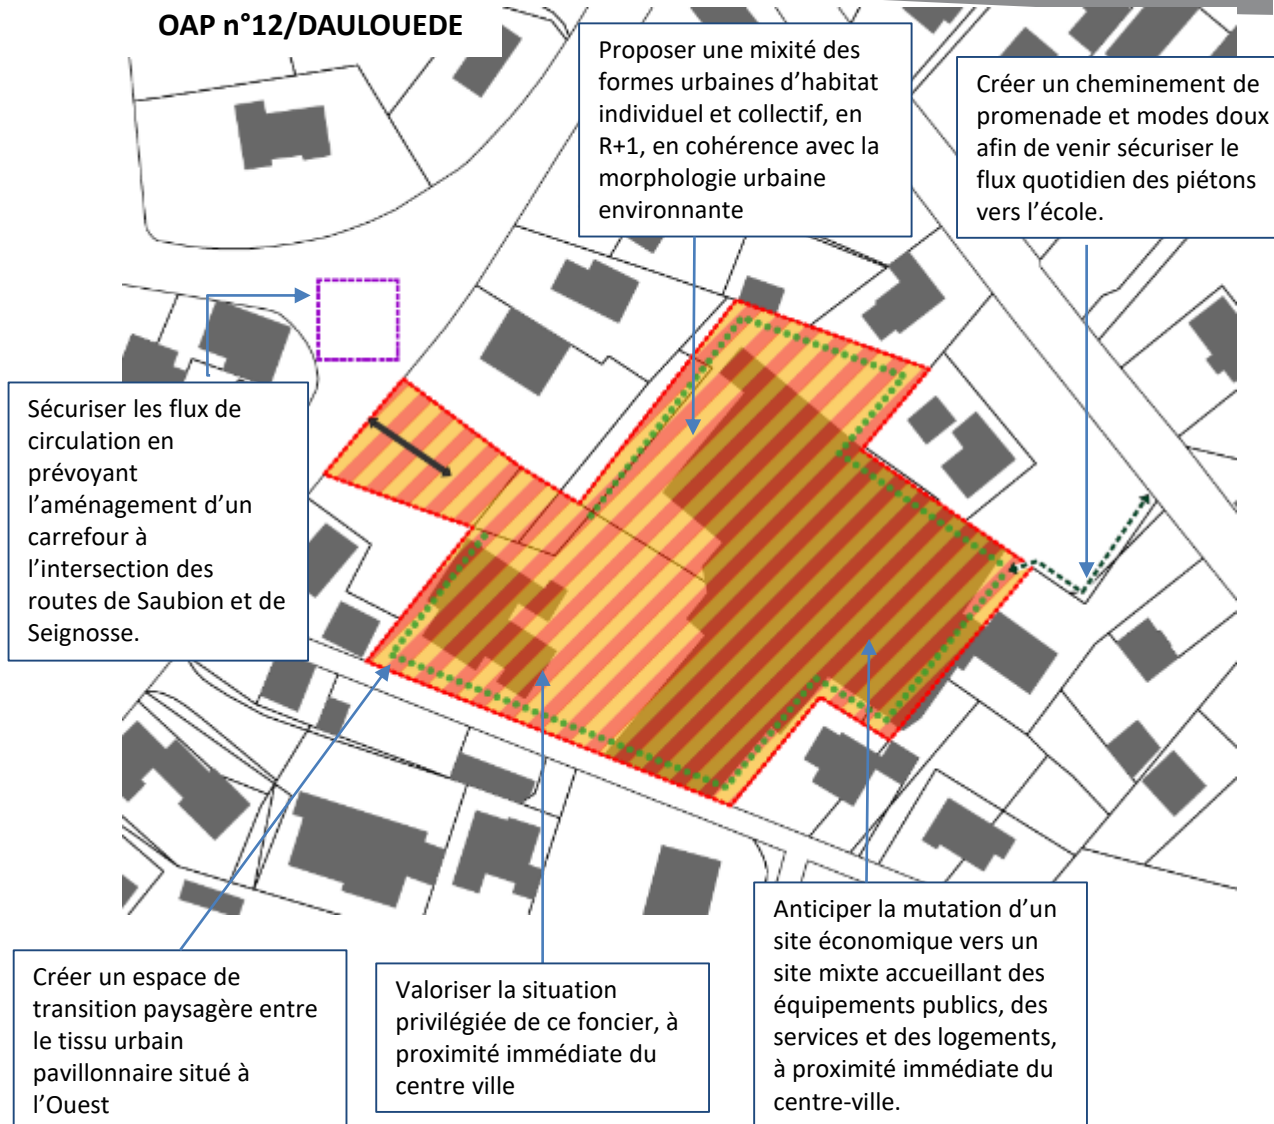 OAP n°12/DAULOUEDE
Proposer une mixité des
formes urbaines d’habitat
individuel et collectif, en
R+1, en cohérence avec la
morphologie urbaine
environnante
Créer un cheminement de
promenade et modes doux
afin de venir sécuriser le
flux quotidien des piétons
vers l’école.
Sécuriser les flux de
circulation en
prévoyant
l’aménagement d’un
carrefour à
l’intersection des
routes de Saubion et de
Seignosse.
Créer un espace de
transition paysagère entre
le tissu urbain
pavillonnaire situé à
l’Ouest
Valoriser la situation
privilégiée de ce foncier, à
proximité immédiate du
centre ville
Anticiper la mutation d’un
site économique vers un
site mixte accueillant des
équipements publics, des
services et des logements,
à proximité immédiate du
centre-ville.